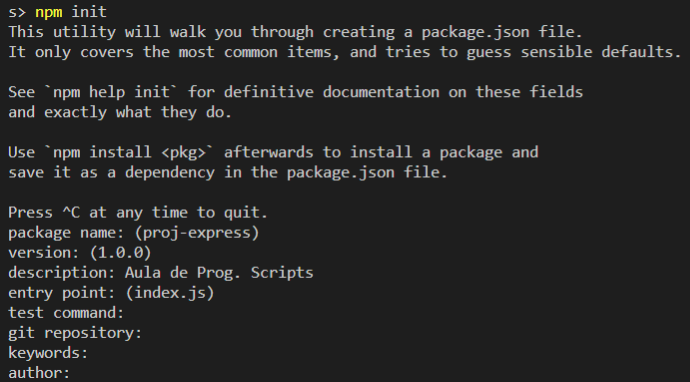 s> npm init
This utility will walk you through creating a package.json file.
It only covers the most common items, and tries to guess sensible defaults.
See `npm help init` for definitive documentation on these fields
and exactly what they do.
Use `npm install <pkg>` afterwards to install a package and
save it as a dependency in the package.json file.
Press ^C at any time to quit.
package name: (proj-express)
version: (1.0.0)
description: Aula de Prog. Scripts
entry point: (index.js)
test command:
git repository:
keywords:
author: